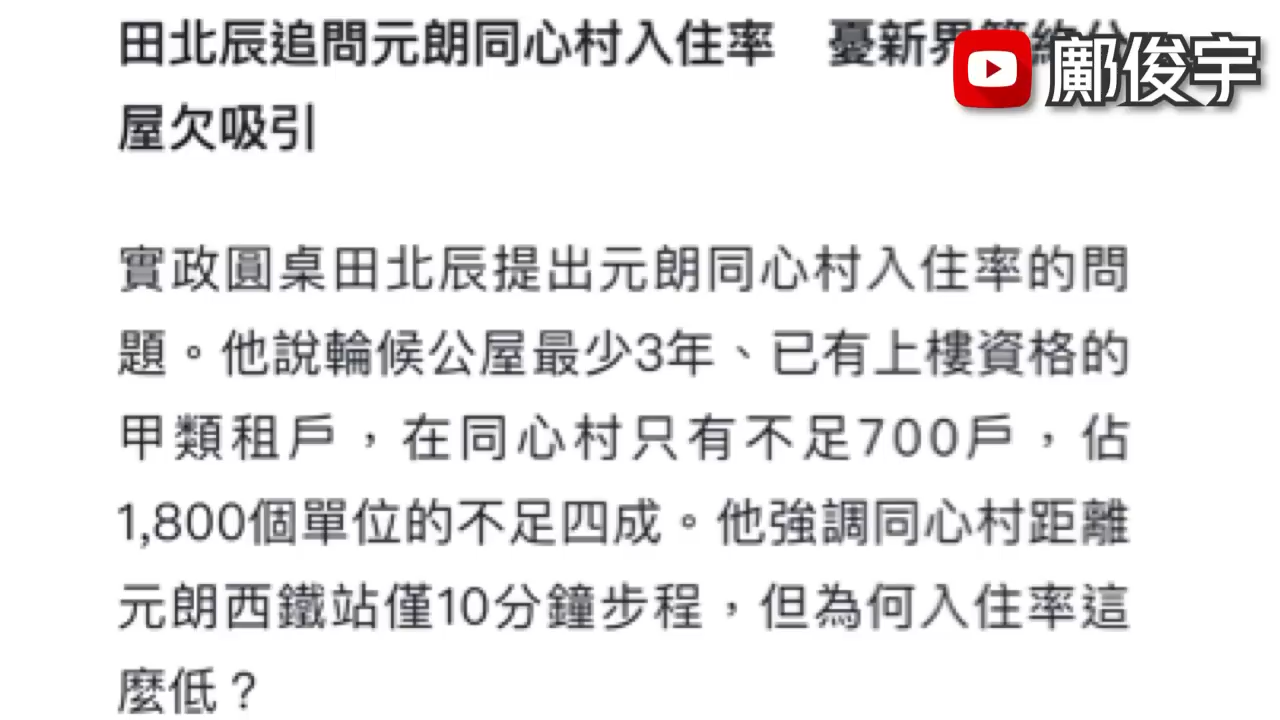 田北辰追問元朗同心村入住率　憂新界簡約公
屋欠吸引
鄺俊宇
實政圓桌田北辰提出元朗同心村入住率的問
題。他說輪候公屋最少3年、已有上樓資格的
甲類租戶，在同心村只有不足700戶，佔
1,800個單位的不足四成。他強調同心村距離
元朗西鐵站僅10分鐘步程，但為何入住率這
麼低？